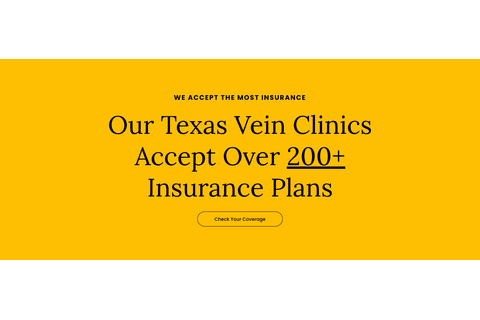 WE ACCEPT THE MOST INSURANCE
Our Texas Vein Clinics
Accept Over 200+
Insurance Plans
Check Your Coverage